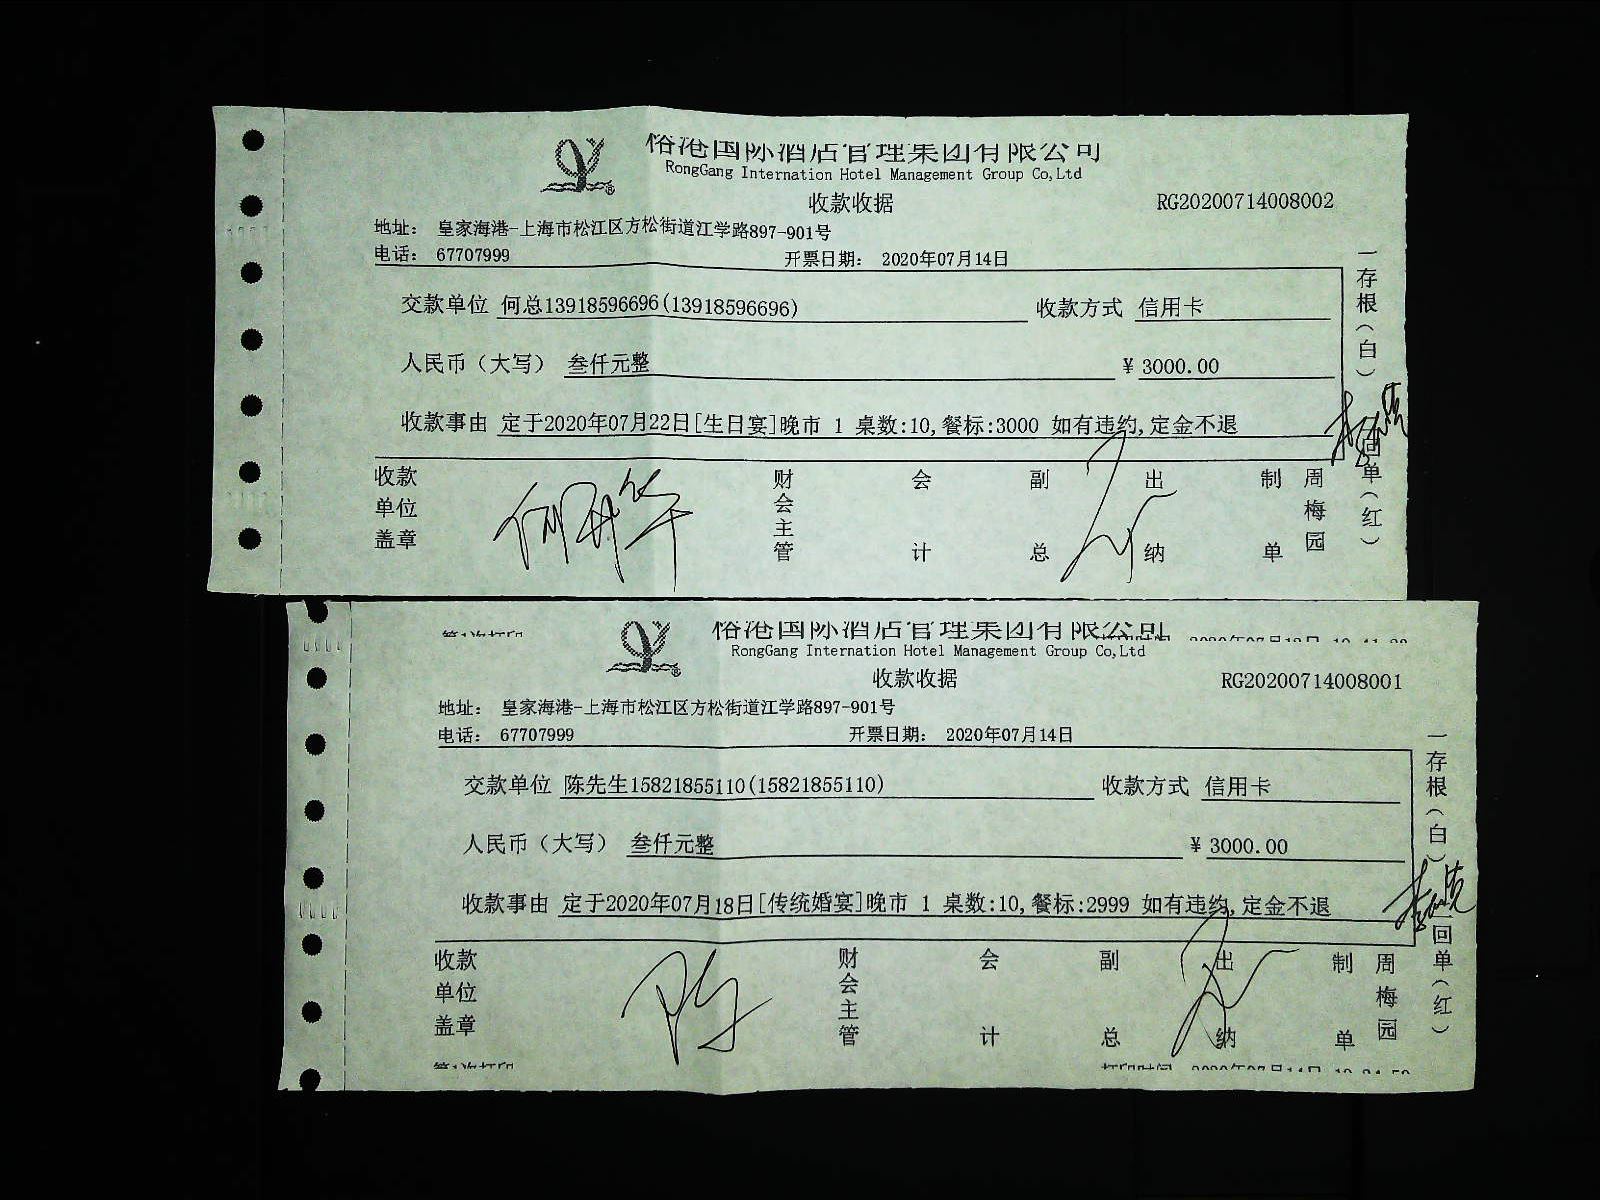 裕港国际酒店管理集团有限公司
RongGang Internation Hotel Management Group Co,Ltd
收款收据
RG20200714008002
地址： 皇家海港-上海市松江区方松街道江学路897-901号
电话： 67707999
开票日期： 2020年07月14日
交款单位 何总13918596696(13918596696)
收款方式 信用卡
人民币（大写） 叁仟元整
¥ 3000.00
收款事由 定于2020年07月22日[生日宴]晚市 1 桌数:10,餐标:3000 如有违约,定金不退
一存根（白）
二回单（红）
收款单位盖章
财会主管
会计
副总
出纳
制单
周梅园
裕港国际酒店管理集团有限公司
RongGang Internation Hotel Management Group Co,Ltd
收款收据
RG20200714008001
地址： 皇家海港-上海市松江区方松街道江学路897-901号
电话： 67707999
开票日期： 2020年07月14日
交款单位 陈先生15821855110(15821855110)
收款方式 信用卡
人民币（大写） 叁仟元整
¥ 3000.00
收款事由 定于2020年07月18日[传统婚宴]晚市 1 桌数:10,餐标:2999 如有违约,定金不退
一存根（白）
二回单（红）
收款单位盖章
陈
财会主管
会计
副总
出纳
制单
周梅园